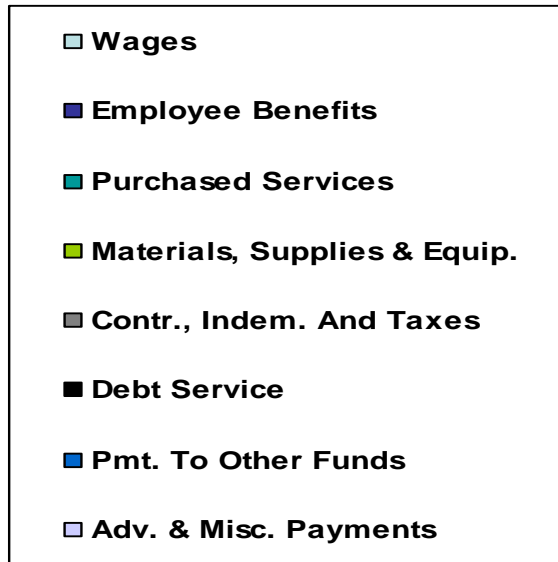 Wages
Employee Benefits
Purchased Services
Materials, Supplies & Equip.
Contr., Indem. And Taxes
Debt Service
Pmt. To Other Funds
Adv. & Misc. Payments